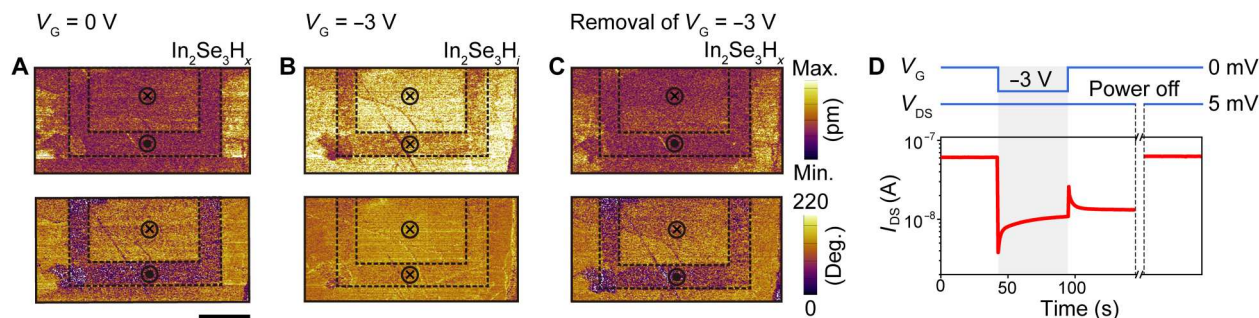 V_G = 0 V
V_G = –3 V
Removal of V_G = –3 V
A
In₂Se₃Hₓ
B
In₂Se₃Hᵢ
C
In₂Se₃Hₓ
Max.
(pm)
Min.
220
(Deg.)
0
D
V_G
–3 V
0 mV
Power off
V_DS
5 mV
10⁻⁷
10⁻⁸
I_DS (A)
0
50
100
Time (s)